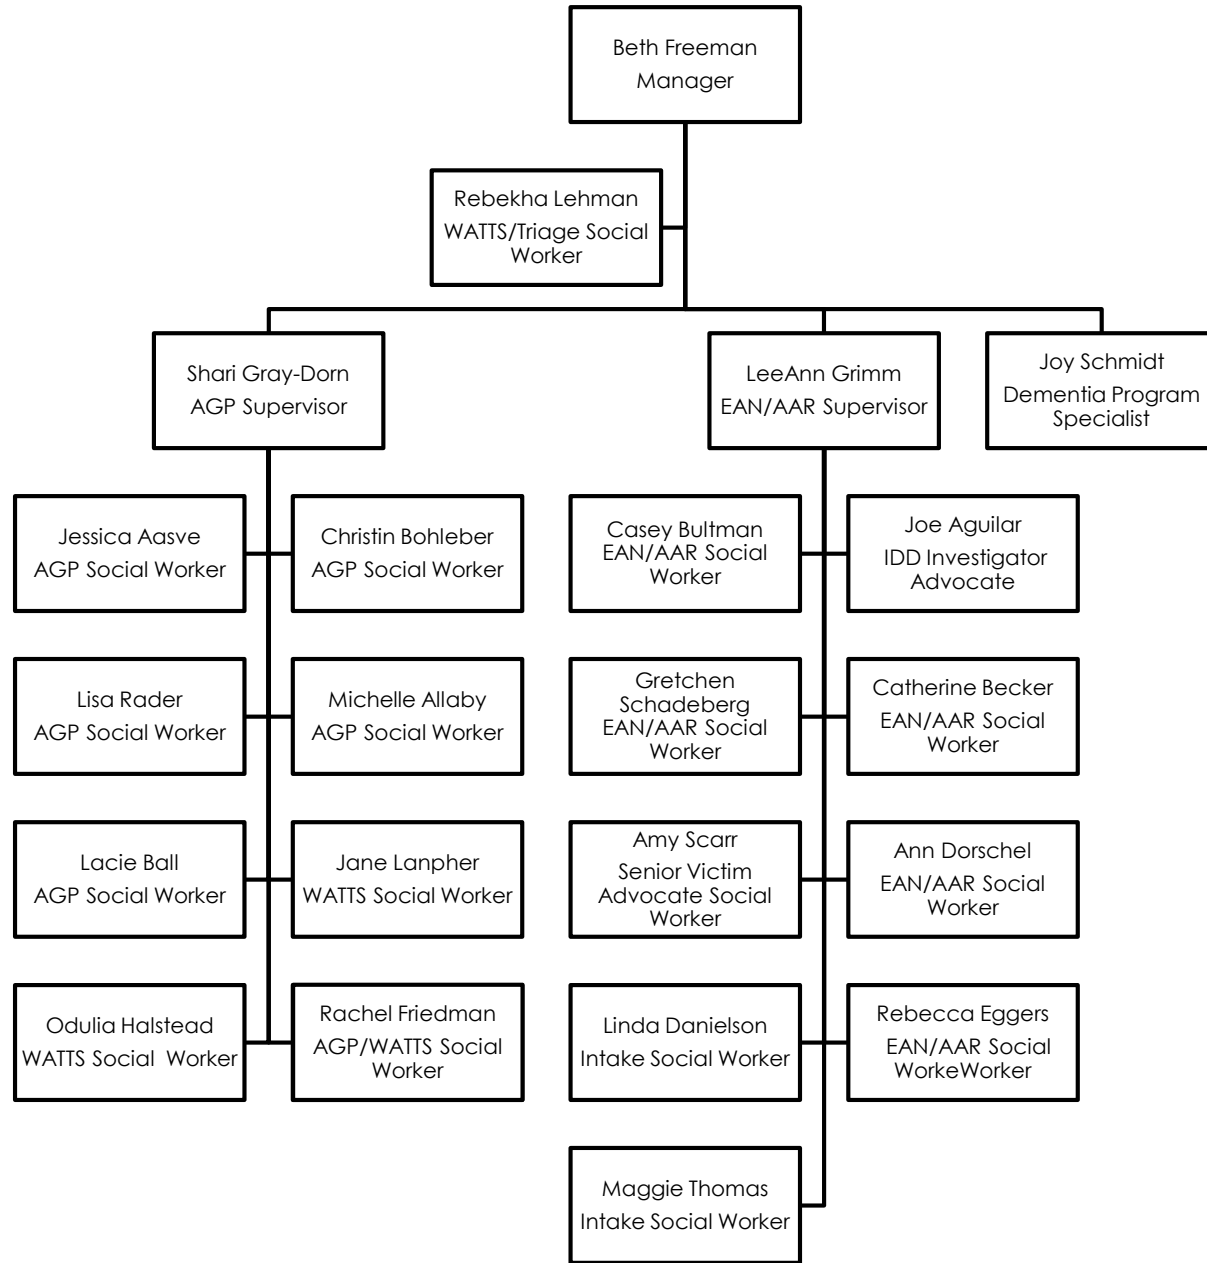 Beth Freeman
Manager
Rebekha Lehman
WATTS/Triage Social
Worker
Shari Gray-Dorn
AGP Supervisor
LeeAnn Grimm
EAN/AAR Supervisor
Joy Schmidt
Dementia Program
Specialist
Jessica Aasve
AGP Social Worker
Christin Bohleber
AGP Social Worker
Casey Bultman
EAN/AAR Social
Worker
Joe Aguilar
IDD Investigator
Advocate
Lisa Rader
AGP Social Worker
Michelle Allaby
AGP Social Worker
Gretchen
Schadeberg
EAN/AAR Social
Worker
Catherine Becker
EAN/AAR Social
Worker
Lacie Ball
AGP Social Worker
Jane Lanpher
WATTS Social Worker
Amy Scarr
Senior Victim
Advocate Social
Worker
Ann Dorschel
EAN/AAR Social
Worker
Odulia Halstead
WATTS Social  Worker
Rachel Friedman
AGP/WATTS Social
Worker
Linda Danielson
Intake Social Worker
Rebecca Eggers
EAN/AAR Social
WorkeWorker
Maggie Thomas
Intake Social Worker